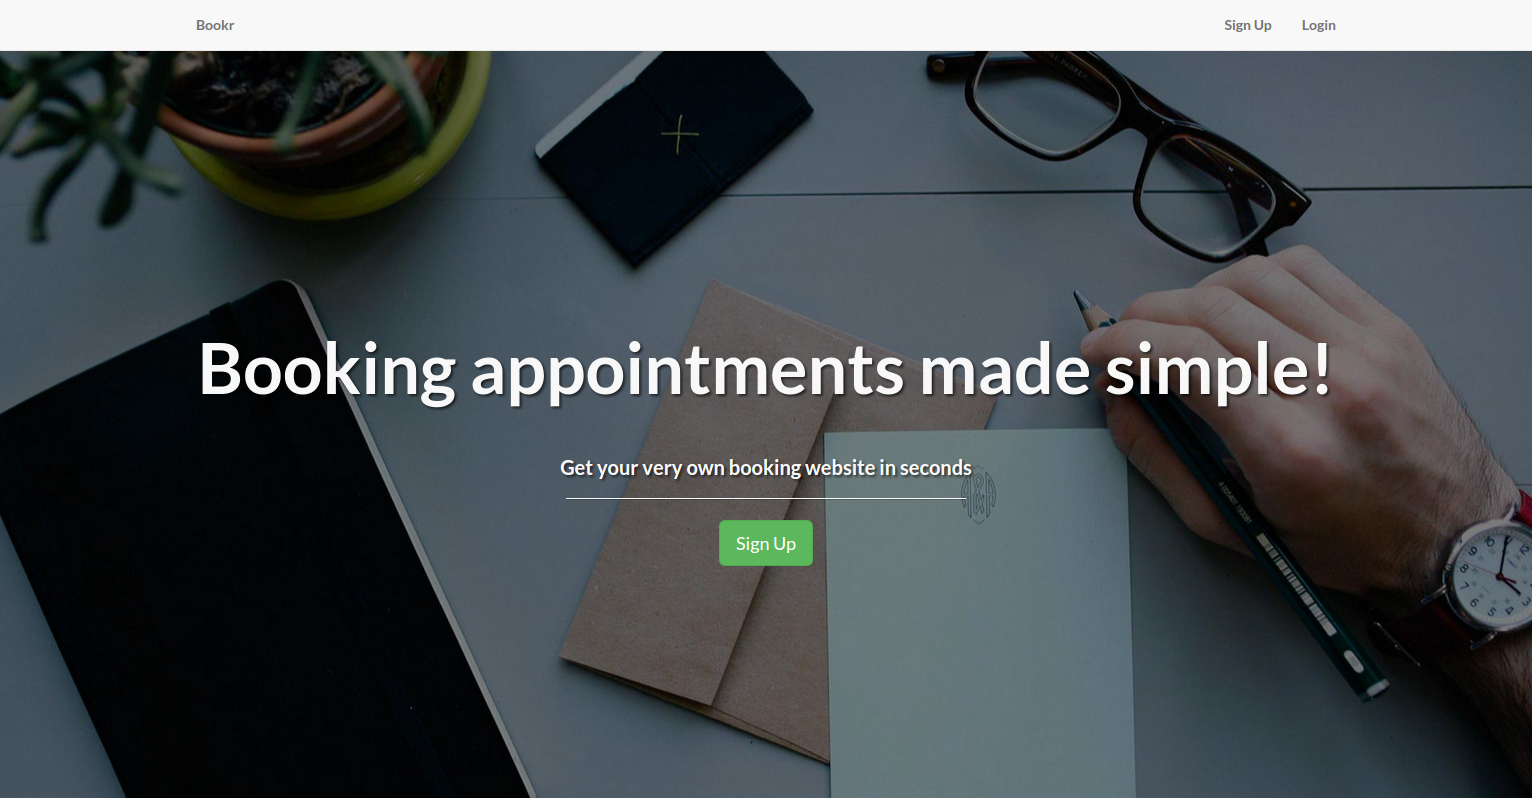 Bookr
Sign Up
Login
Booking appointments made simple!
Get your very own booking website in seconds
Sign Up